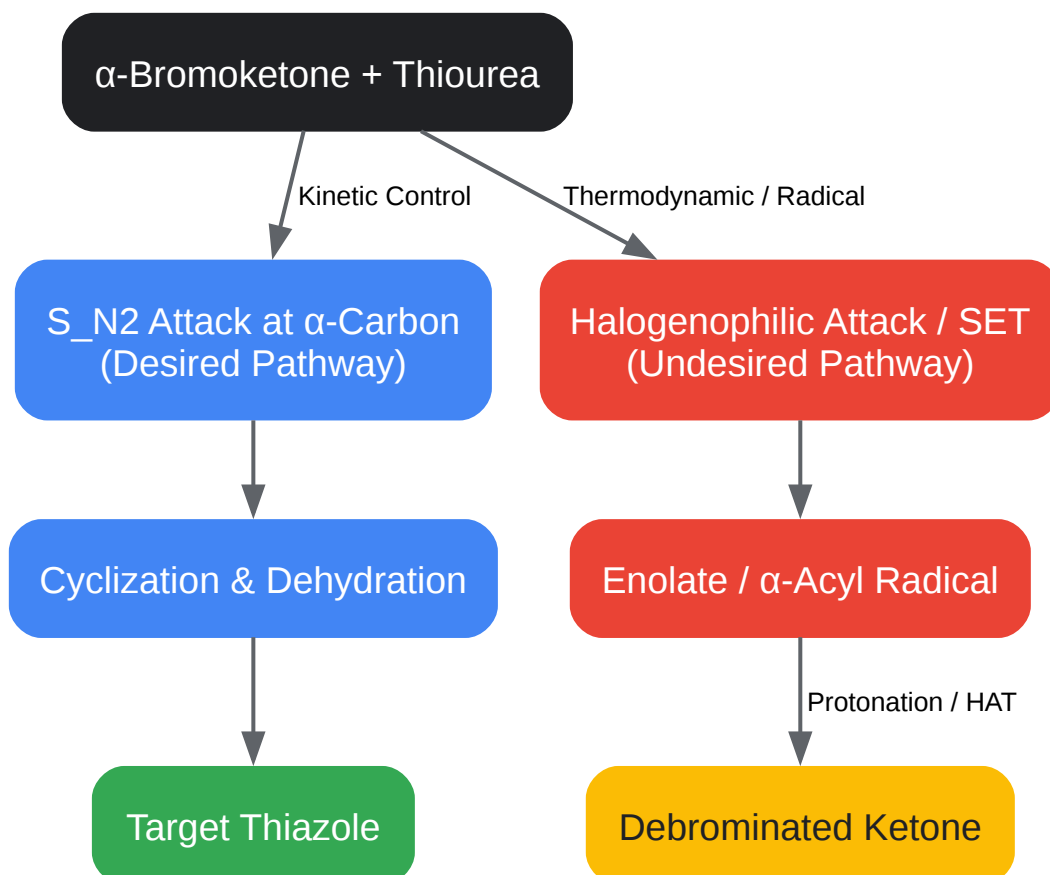 α-Bromoketone + Thiourea
Kinetic Control
Thermodynamic / Radical
S_N2 Attack at α-Carbon
(Desired Pathway)
Halogenophilic Attack / SET
(Undesired Pathway)
Cyclization & Dehydration
Enolate / α-Acyl Radical
Protonation / HAT
Target Thiazole
Debrominated Ketone